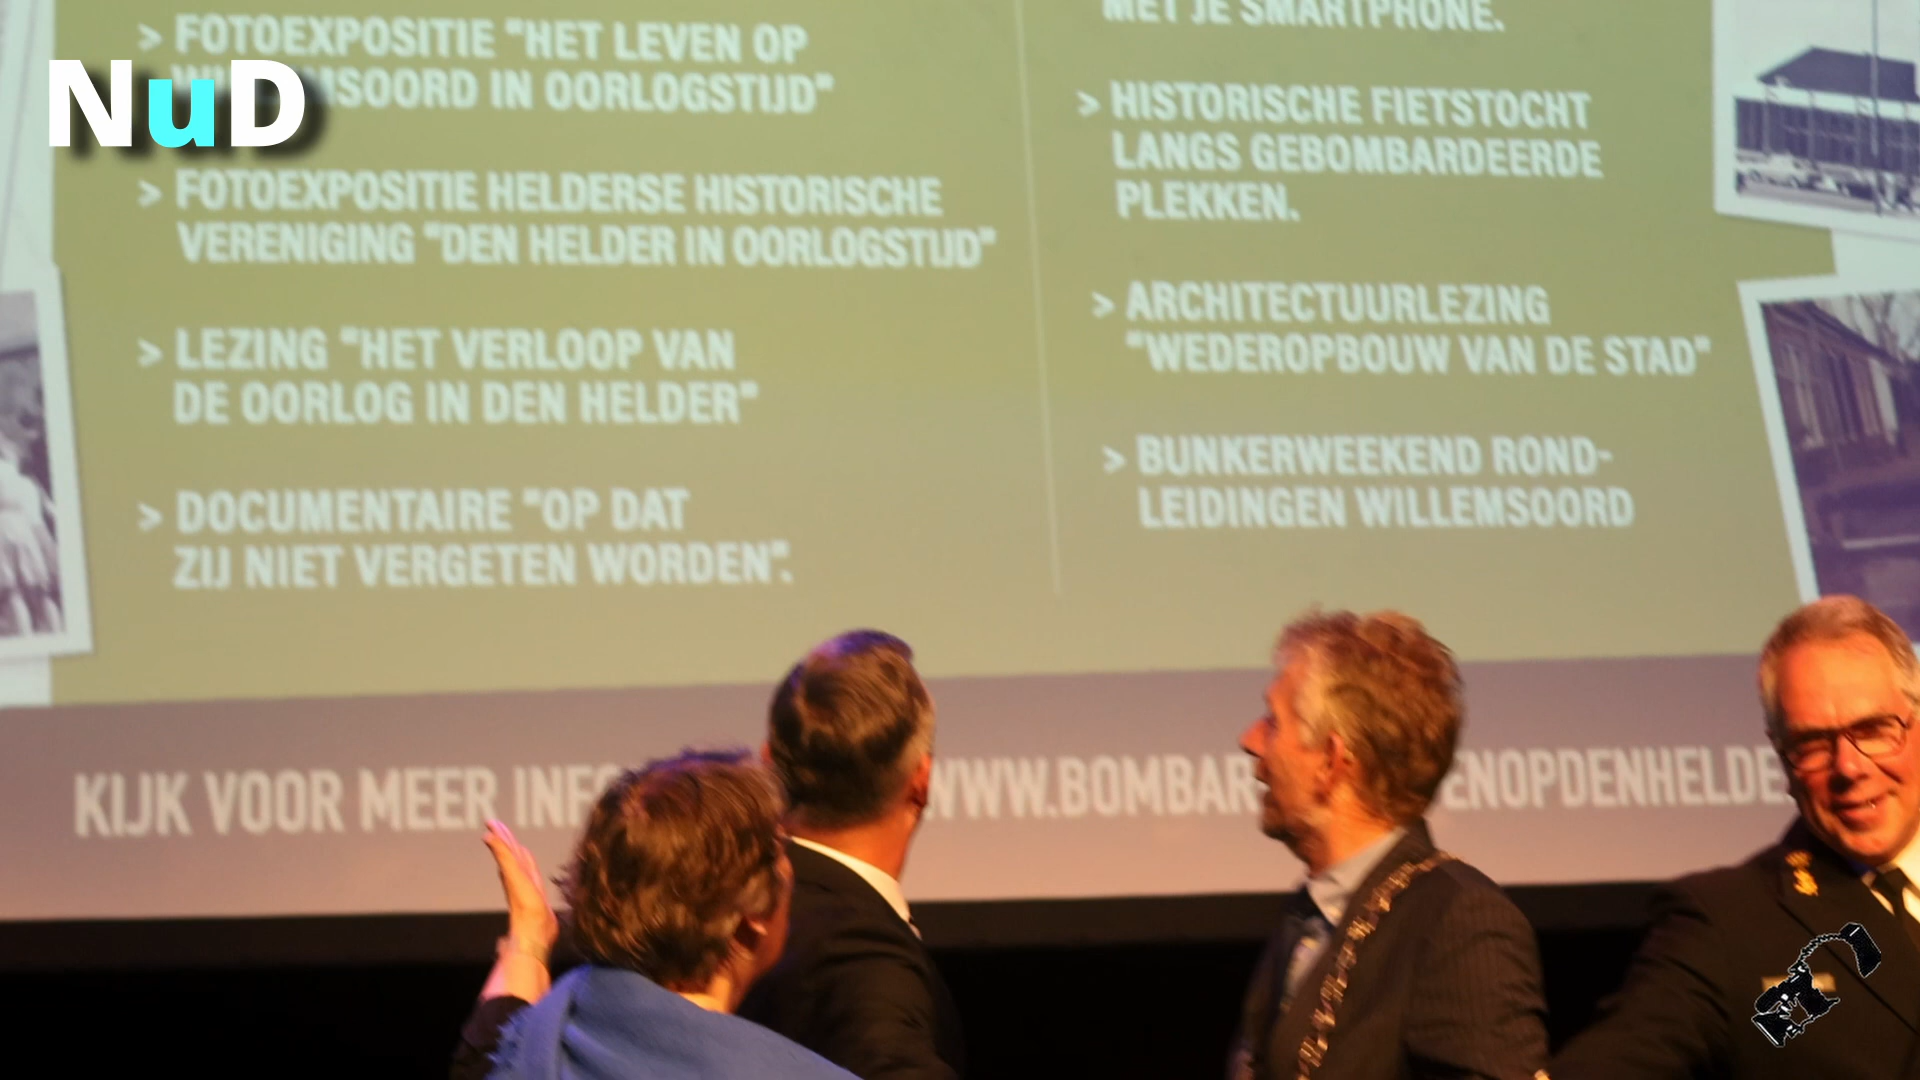 NuD
> FOTOEXPOSITIE "HET LEVEN OP
SOORD IN OORLOGSTIJD"
> FOTOEXPOSITIE HELDERSE HISTORISCHE
VERENIGING "DEN HELDER IN OORLOGSTIJD"
> LEZING "HET VERLOOP VAN
DE OORLOG IN DEN HELDER"
> DOCUMENTAIRE "OP DAT
ZIJ NIET VERGETEN WORDEN".
MET JE SMARTPHONE.
> HISTORISCHE FIETSTOCHT
LANGS GEBOMBARDEERDE
PLEKKEN.
> ARCHITECTUURLEZING
"WEDEROPBOUW VAN DE STAD"
> BUNKERWEEKEND ROND-
LEIDINGEN WILLEMSOORD
KIJK VOOR MEER INF WWW.BOMBAR ENOPDENHELDE